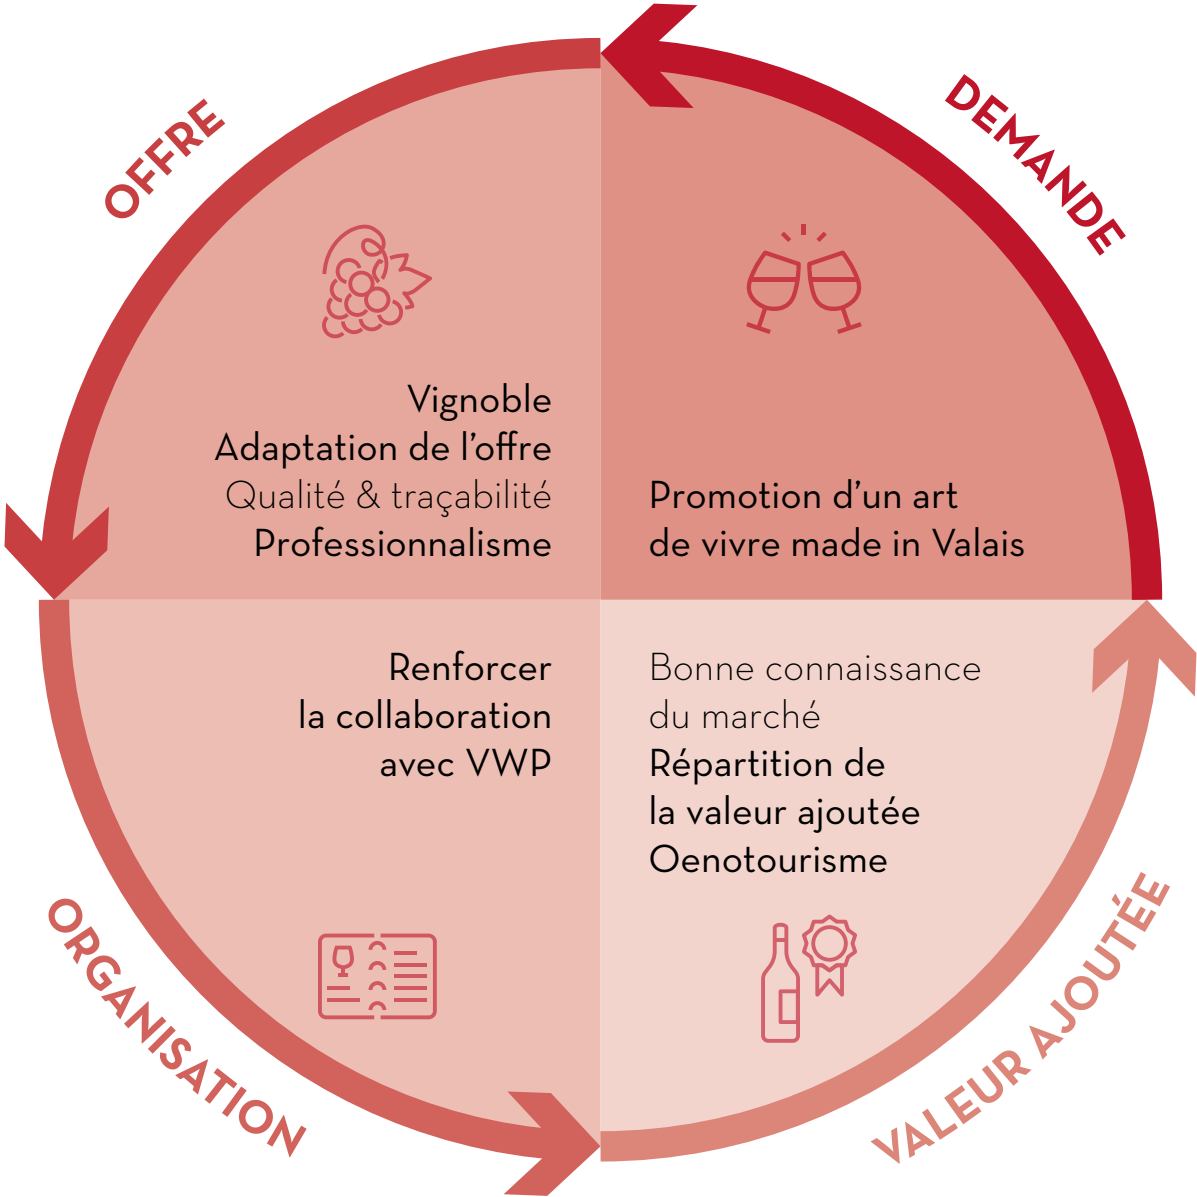 OFFRE
Vignoble
Adaptation de l’offre
Qualité & traçabilité
Professionnalisme
DEMANDE
Promotion d’un art
de vivre made in Valais
ORGANISATION
Renforcer
la collaboration
avec VWP
VALEUR AJOUTÉE
Bonne connaissance
du marché
Répartition de
la valeur ajoutée
Oenotourisme